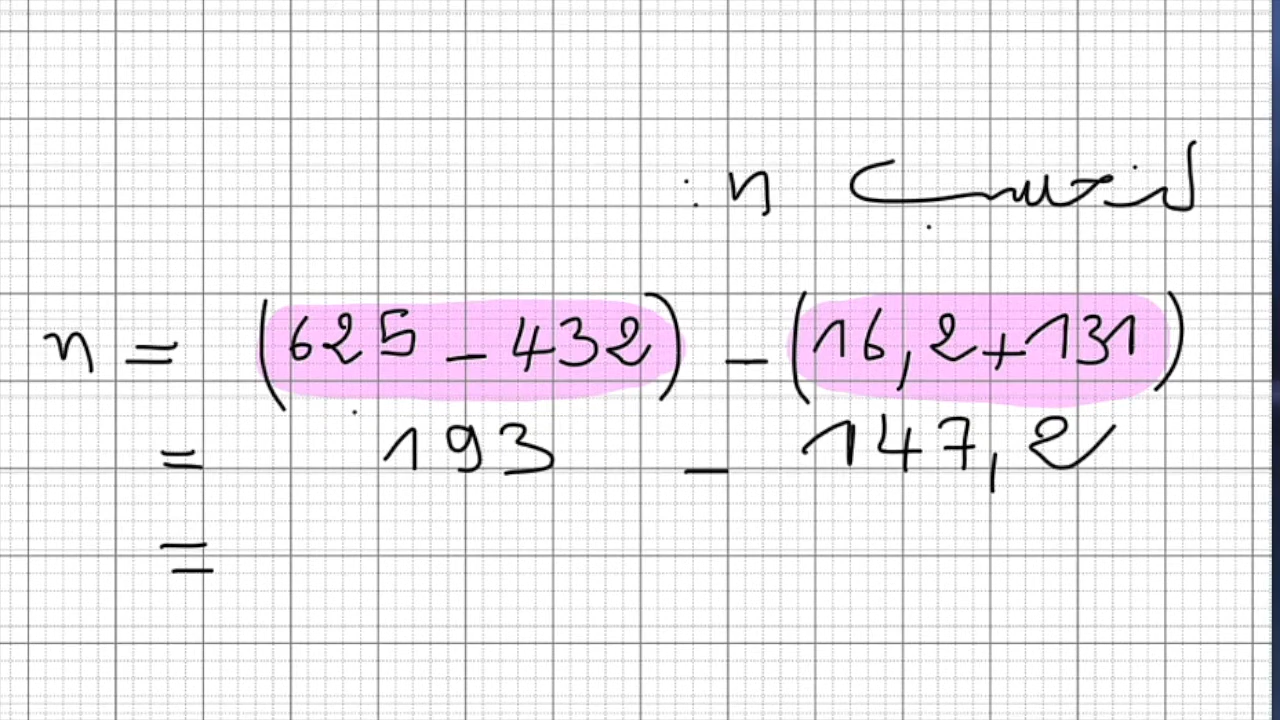 لنحسب n :
n = (625 - 432) - (16,2 + 131)
= 193 - 147,2
=